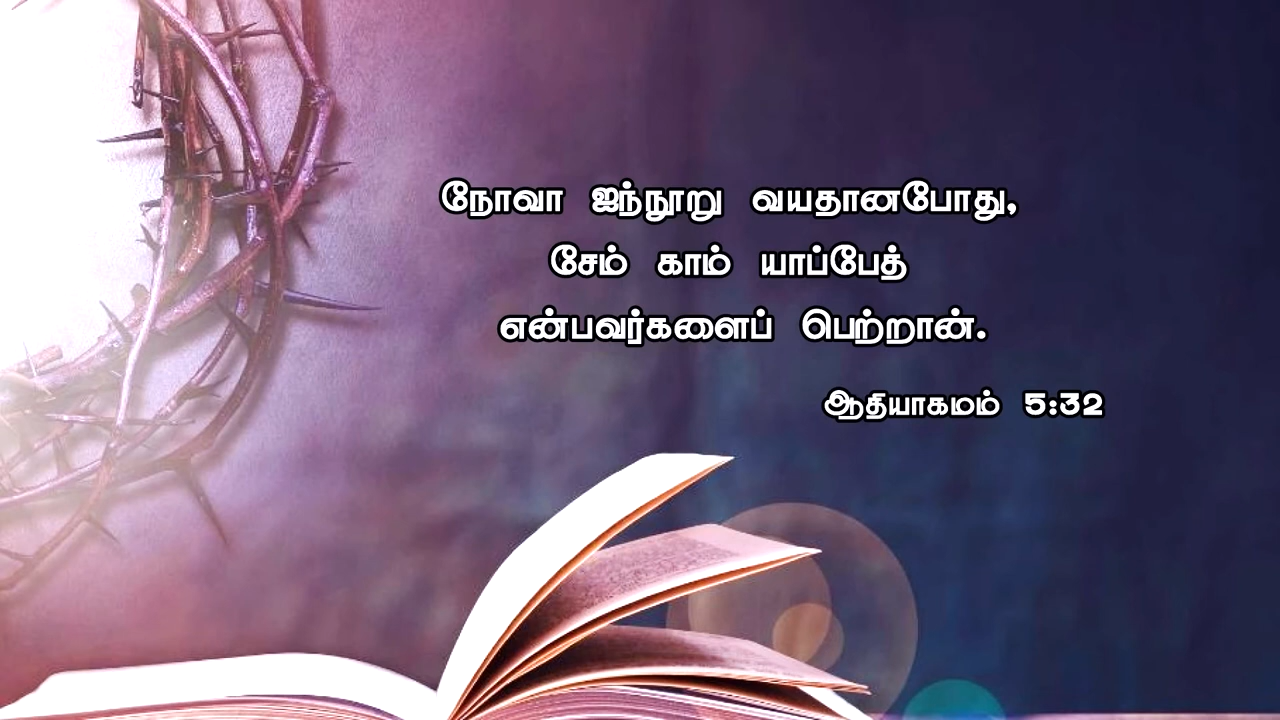 நோவா ஐந்நூறு வயதானபோது,
சேம் காம் யாப்பேத்
என்பவர்களைப் பெற்றான்.
ஆதியாகமம் 5:32